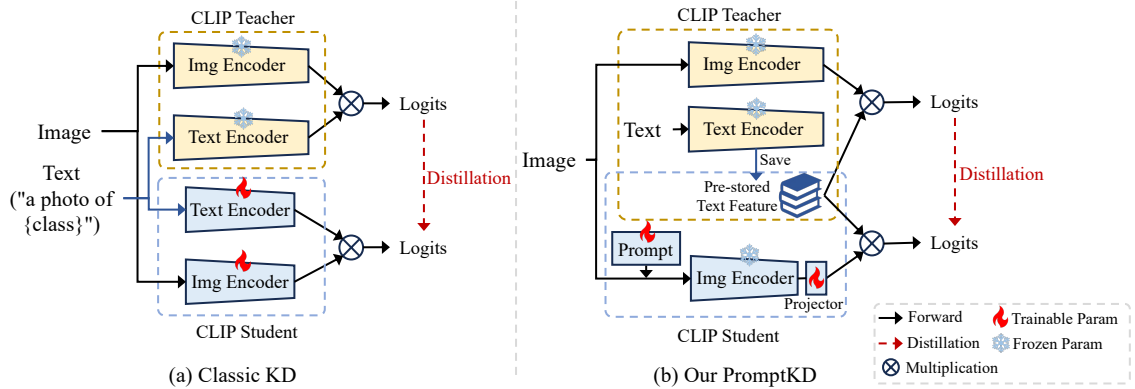 CLIP Teacher
Img Encoder
Text Encoder
Image
Text
("a photo of
{class}")
Logits
Distillation
Text Encoder
Img Encoder
Logits
CLIP Student
(a) Classic KD
CLIP Teacher
Img Encoder
Text
Text Encoder
Image
Save
Pre-stored
Text Feature
Logits
Distillation
Prompt
Img Encoder
Projector
Logits
CLIP Student
(b) Our PromptKD
Forward
Trainable Param
Distillation
Frozen Param
Multiplication